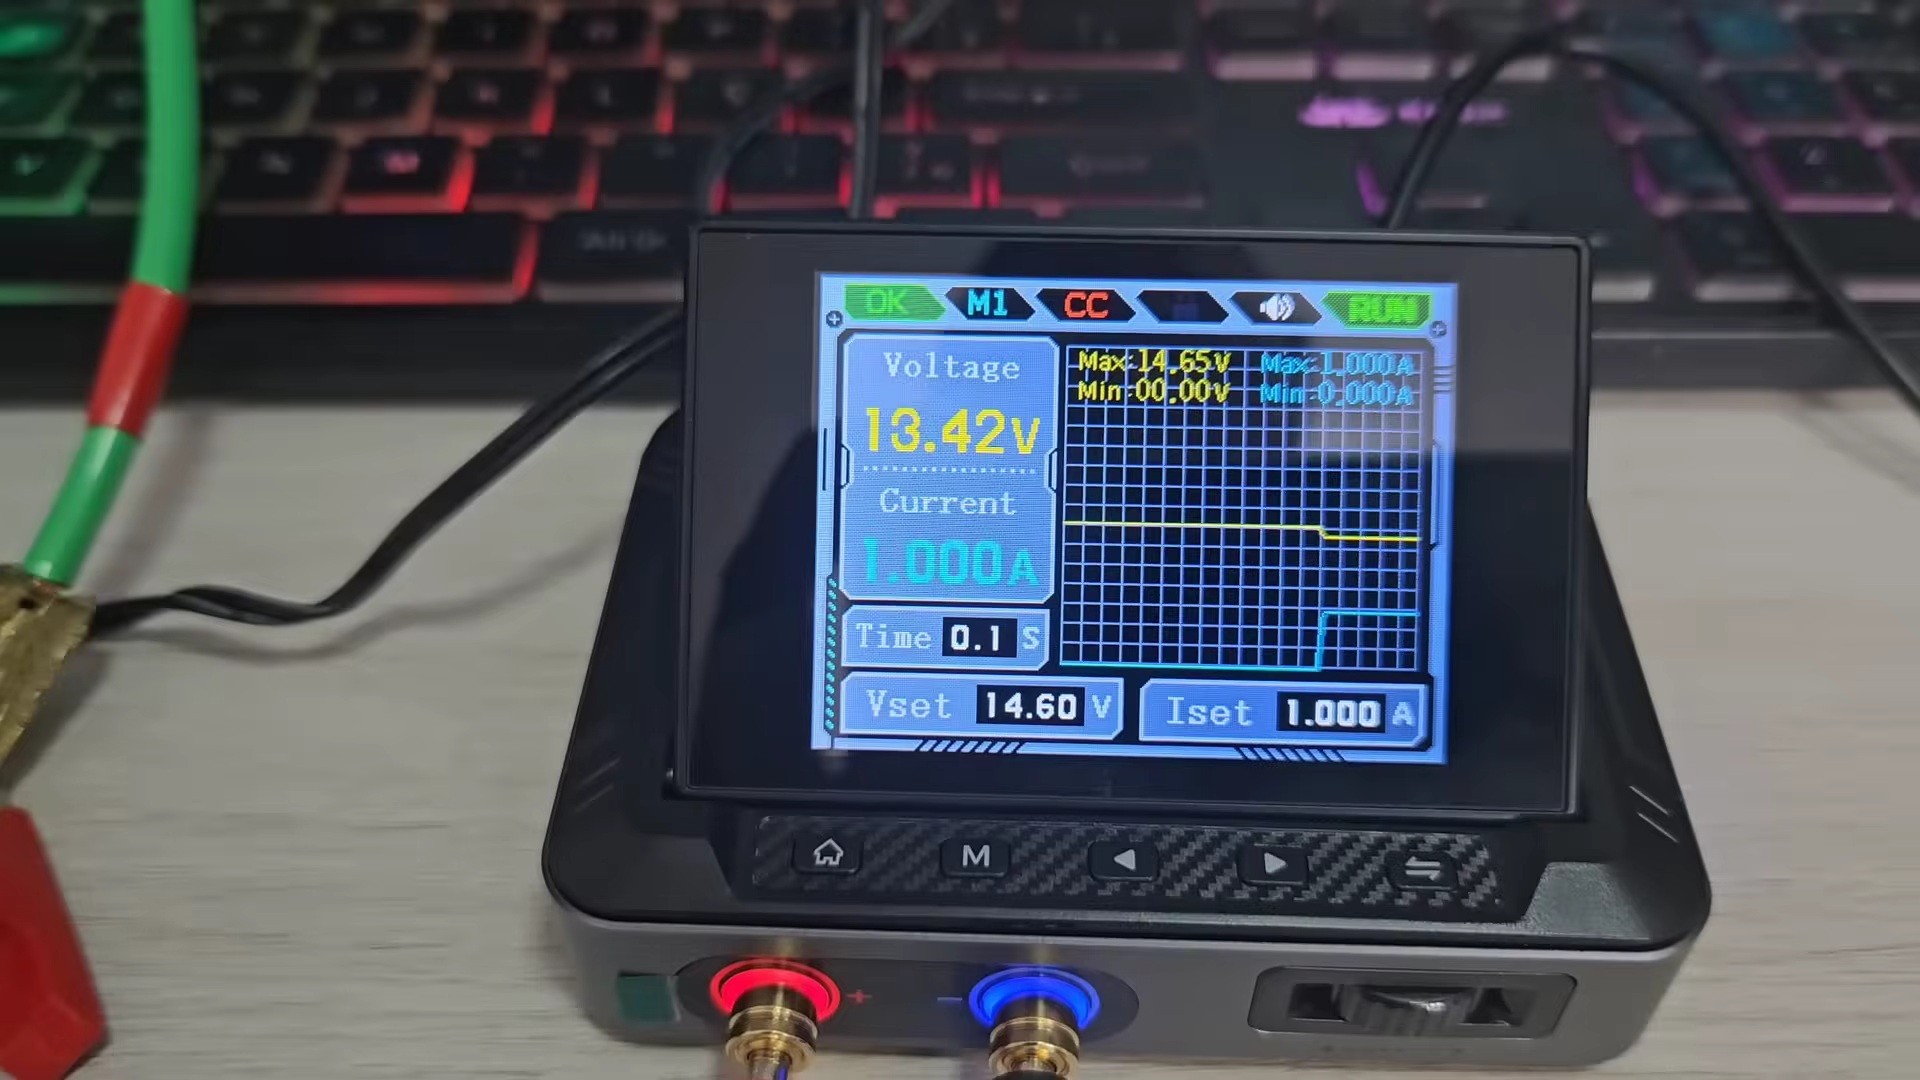 OK M1 CC RUN
Voltage
13.42V
Current
1.000A
Time 0.1 S
Max:14.65V Max:1.000A
Min:00.00V Min:0.000A
Vset 14.60 V
Iset 1.000 A
M
+ −